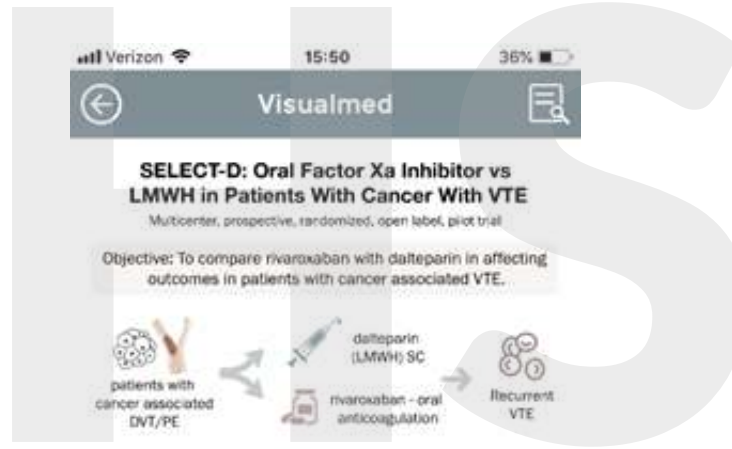 Verizon 15:50 36%
Visualmed
SELECT-D: Oral Factor Xa Inhibitor vs
LMWH in Patients With Cancer With VTE
Multicenter, prospective, randomized, open label, pilot trial
Objective: To compare rivaroxaban with dalteparin in affecting
outcomes in patients with cancer associated VTE.
patients with
cancer associated
DVT/PE
dalteparin
(LMWH) SC
rivaroxaban - oral
anticoagulation
Recurrent
VTE